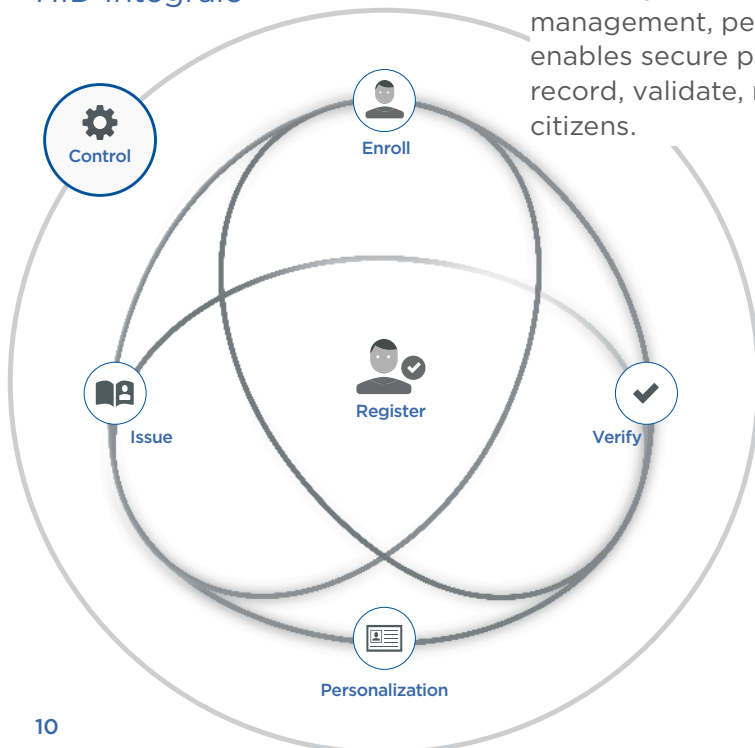 management, pe
enables secure p
record, validate,
citizens.
Control
Enroll
Register
Issue
Verify
Personalization
10